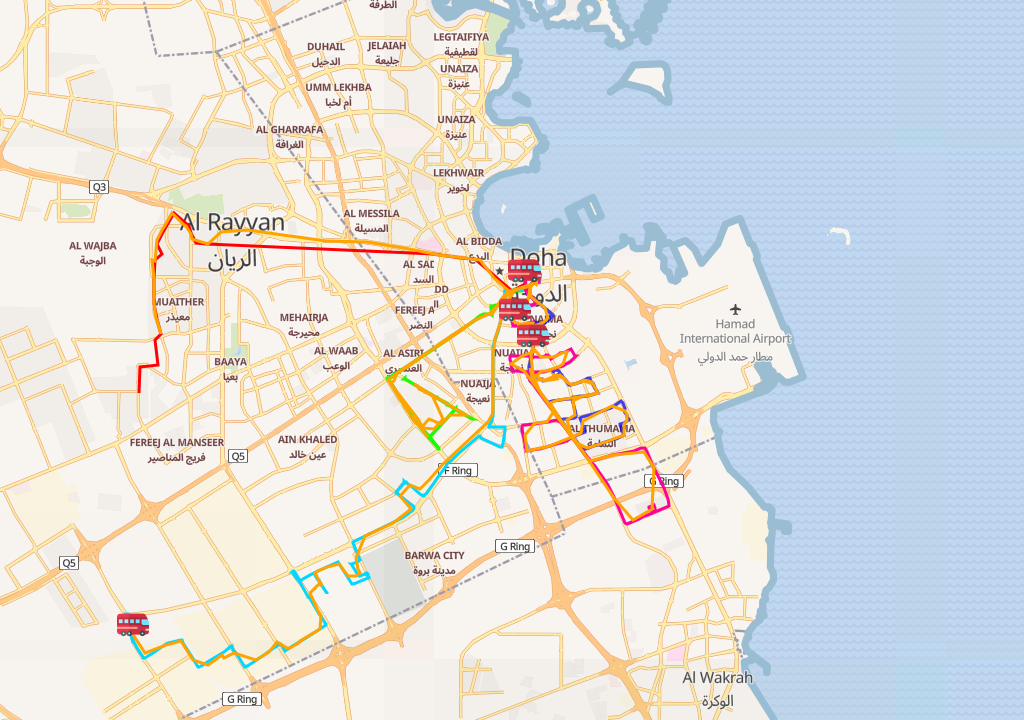 الطرفة
LEGTAIFIYA
لقطيفية
DUHAIL
الدحيل
JELAIAH
جليعة
UNAIZA
عنيزة
UMM LEKHBA
أم لخبا
UNAIZA
عنيزة
AL GHARRAFA
الغرافة
LEKHWAIR
لخوير
Q3
AL MESSILA
المسيلة
Al Rayyan
الريان
AL WAJBA
الوجبة
AL BIDDA
البدع
Doha
AL SAD
السد
DD
MUAITHER
معيذر
MEHAIRJA
محيرجة
FEREEJ A
النصر
NAJMA
Hamad
International Airport
مطار حمد الدولي
AL WAAB
الوعب
AL ASIRI
العسيري
NUAIJA
نعيجة
BAAYA
بعيا
NUAIJA
نعيجة
AL THUMAMA
الثمامة
FEREEJ AL MANSEER
فريج المناصير
AIN KHALED
عين خالد
Q5
F Ring
G Ring
G Ring
BARWA CITY
مدينة بروة
Q5
Al Wakrah
الوكرة
G Ring